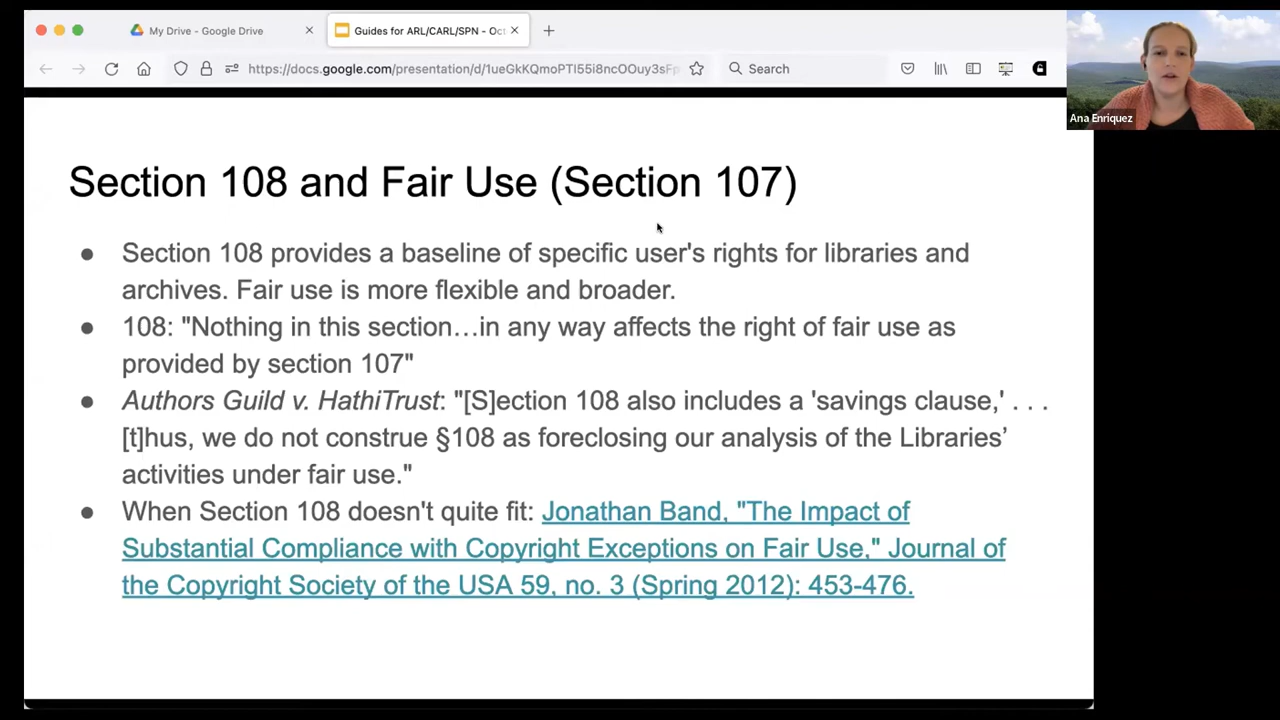 My Drive - Google Drive
Guides for ARL/CARL/SPN - Oct
https://docs.google.com/presentation/d/1ueGkKQmoPTl55i8ncOOuy3sFp
Search
Ana Enriquez
Section 108 and Fair Use (Section 107)
● Section 108 provides a baseline of specific user's rights for libraries and
archives. Fair use is more flexible and broader.
● 108: "Nothing in this section…in any way affects the right of fair use as
provided by section 107"
● Authors Guild v. HathiTrust: "[S]ection 108 also includes a 'savings clause,' . . .
[t]hus, we do not construe §108 as foreclosing our analysis of the Libraries’
activities under fair use."
● When Section 108 doesn't quite fit: Jonathan Band, "The Impact of
Substantial Compliance with Copyright Exceptions on Fair Use," Journal of
the Copyright Society of the USA 59, no. 3 (Spring 2012): 453-476.